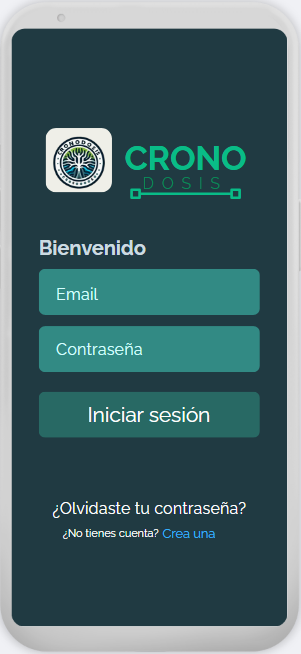 CRONODOSIS
CRONO
DOSIS
Bienvenido
Email
Contraseña
Iniciar sesión
¿Olvidaste tu contraseña?
¿No tienes cuenta? Crea una